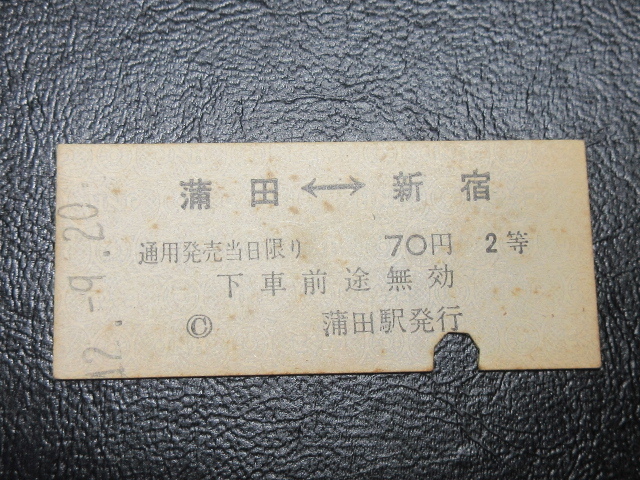 蒲田 ↔ 新宿
通用発売当日限り 70円 2等
下車前途無効
Ⓒ 蒲田駅発行
42.-9.20